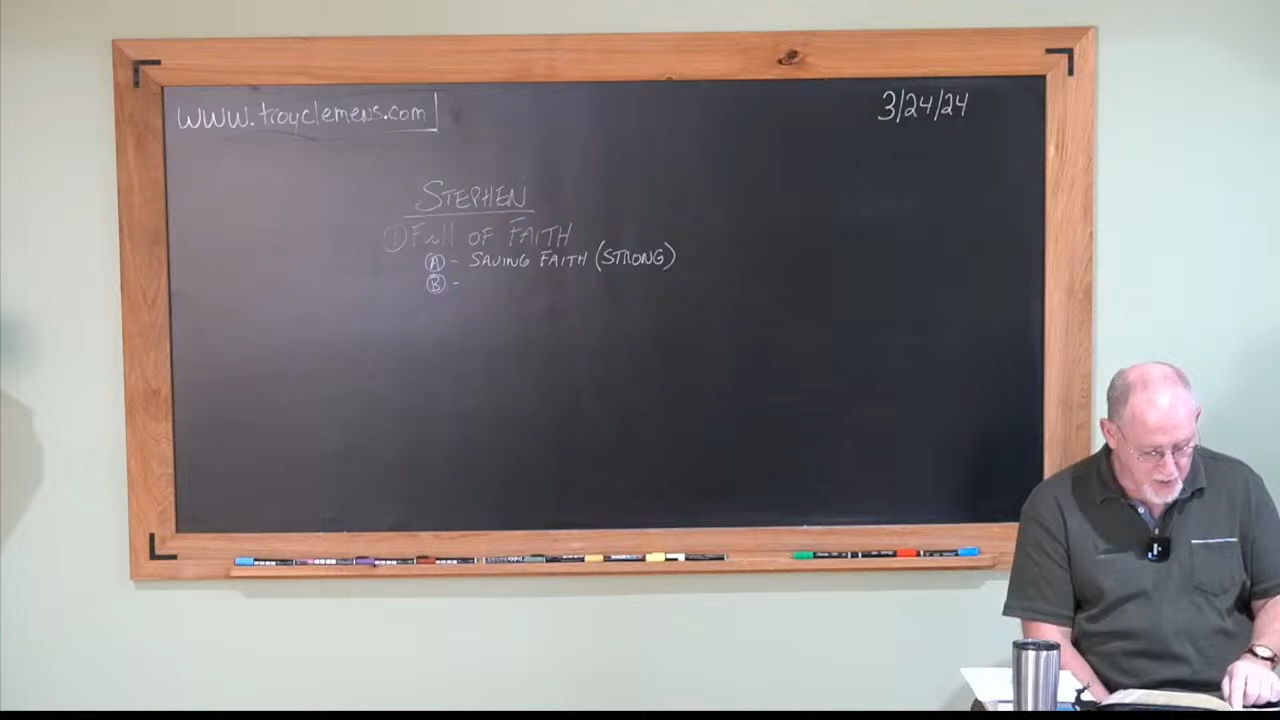 www.troyclemens.com
3/24/24
STEPHEN
① Full OF FAITH
Ⓐ - SAVING FAITH (STRONG)
Ⓑ -